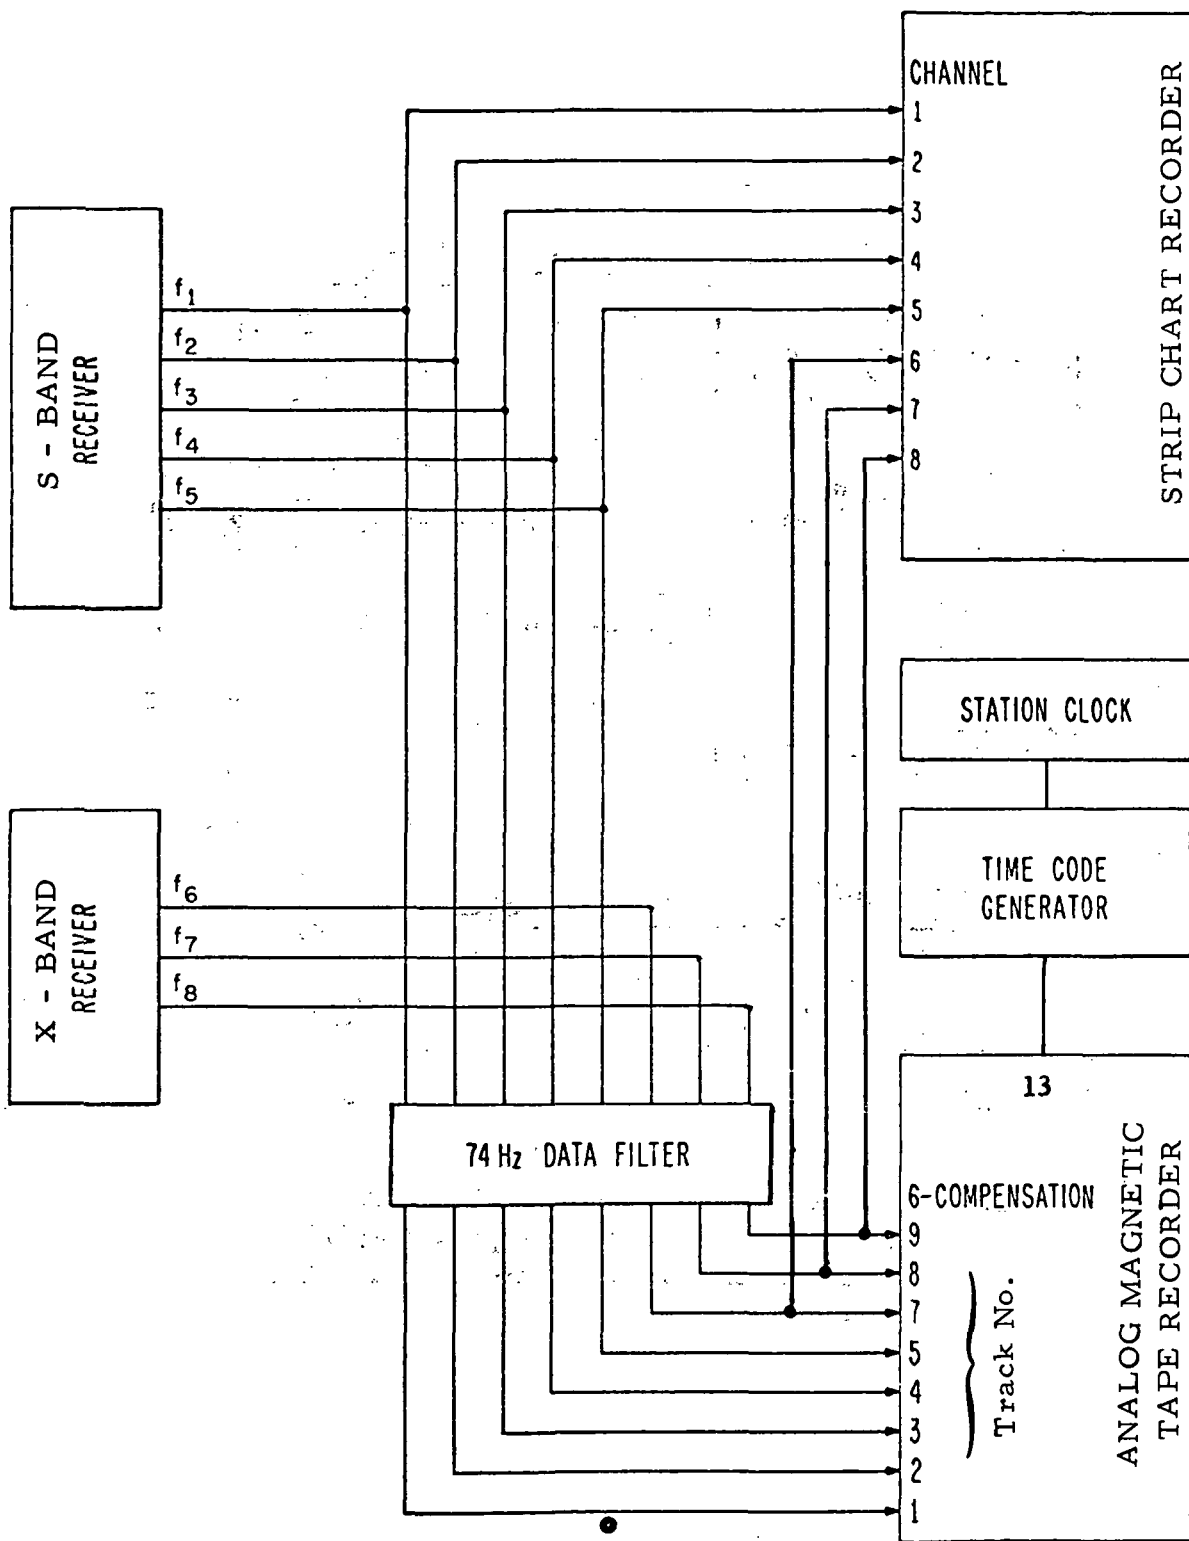 CHANNEL
1
2
3
4
5
6
7
8
STRIP CHART RECORDER
S - BAND
RECEIVER
f1
f2
f3
f4
f5
STATION CLOCK
TIME CODE
GENERATOR
X - BAND
RECEIVER
f6
f7
f8
74 Hz DATA FILTER
13
6-COMPENSATION
9
8
7
5
4
3
2
1
Track No.
ANALOG MAGNETIC
TAPE RECORDER